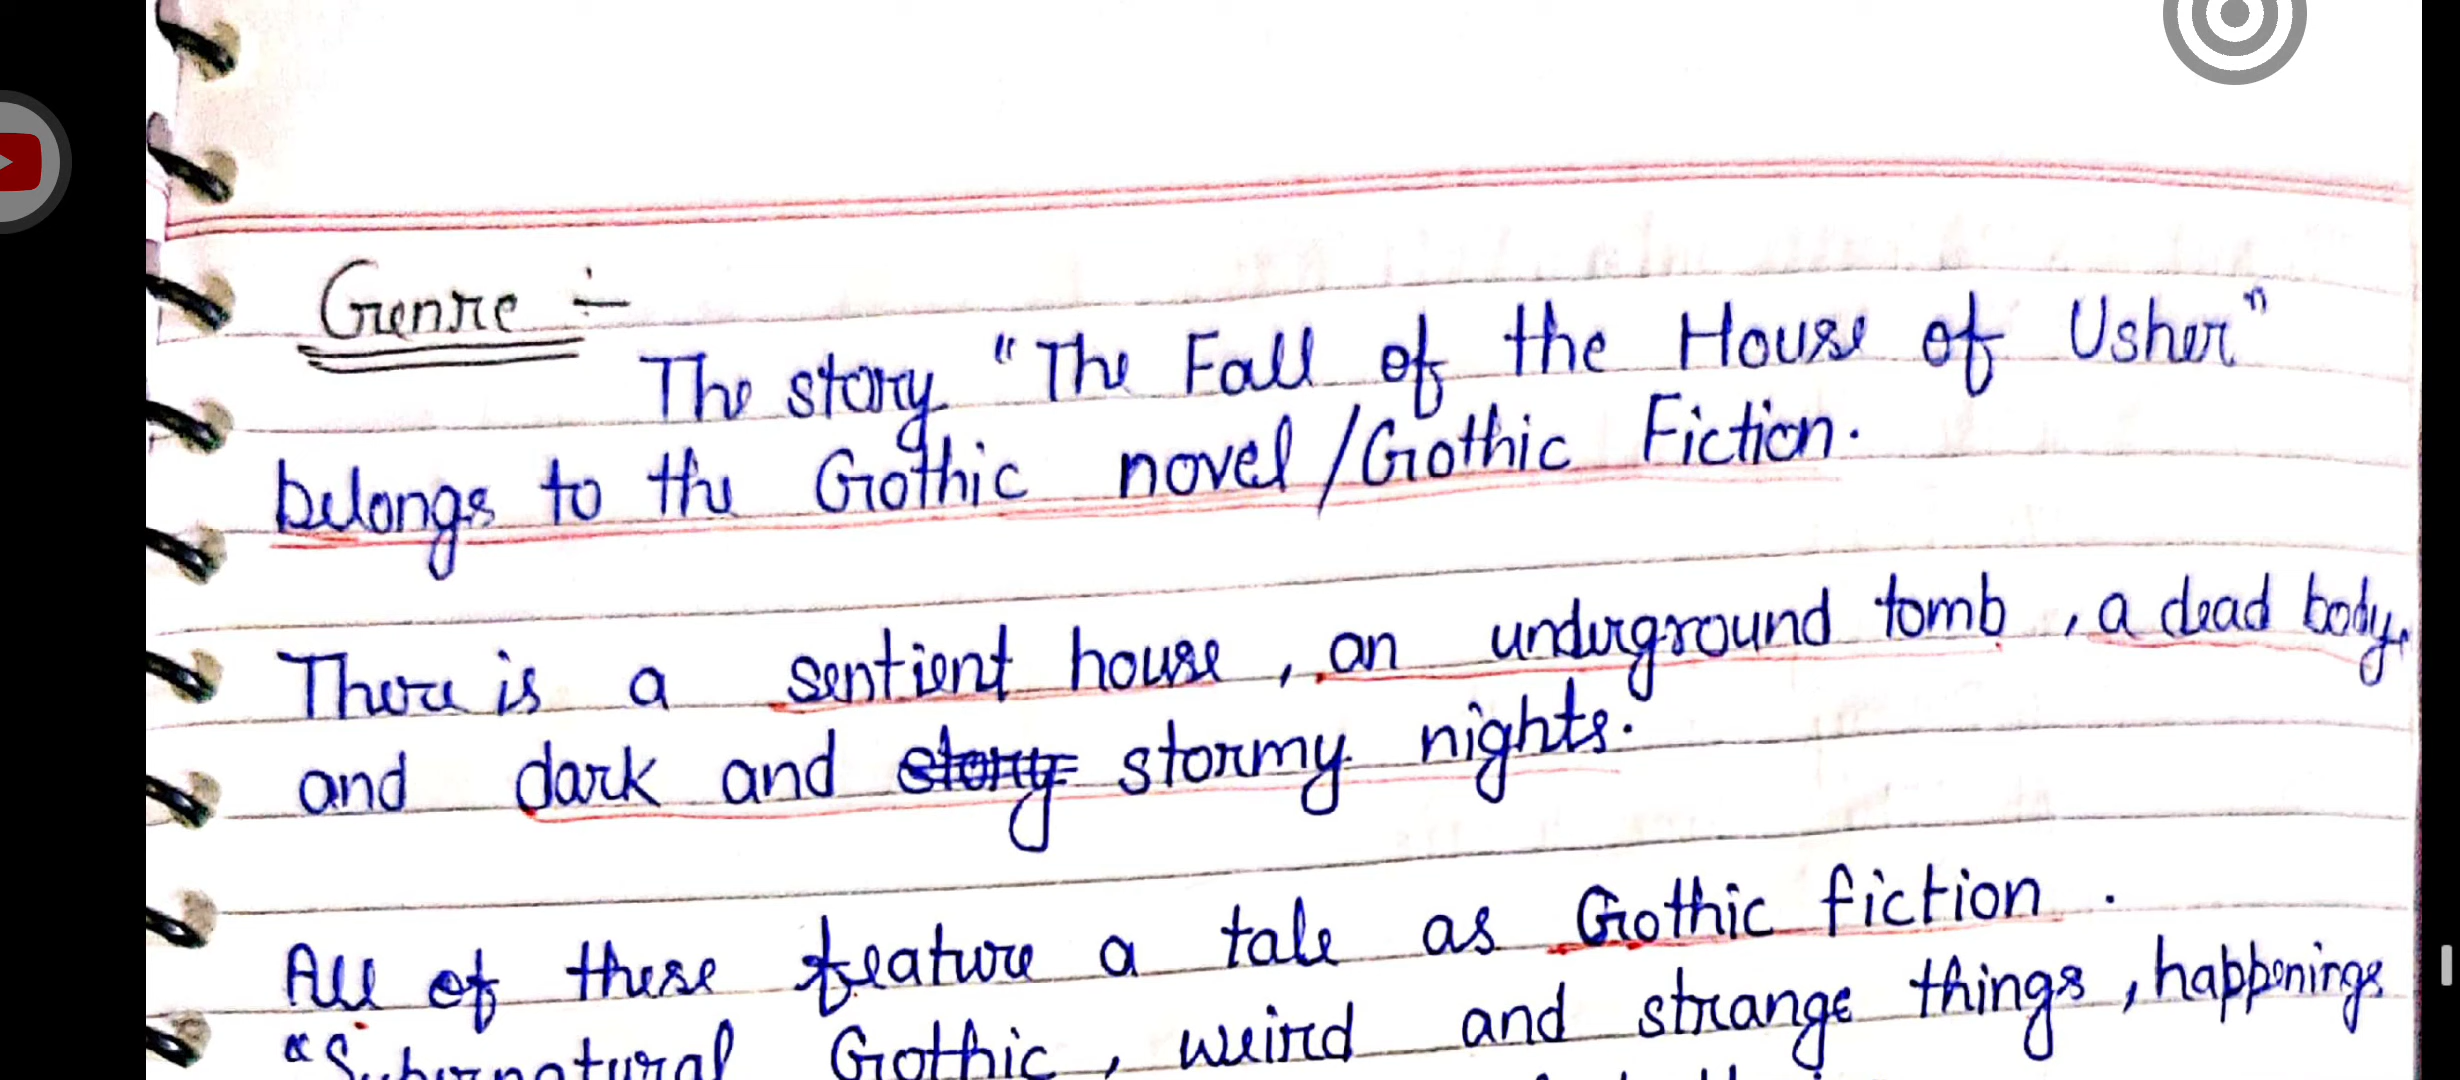 Genre :-
The story "The Fall of the House of Usher"
belongs to the Gothic novel / Gothic Fiction.
There is a sentient house, an underground tomb, a dead body,
and dark and story stormy nights.
All of these feature a tale as Gothic fiction.
"Supernatural Gothic, weird and strange things, happenings